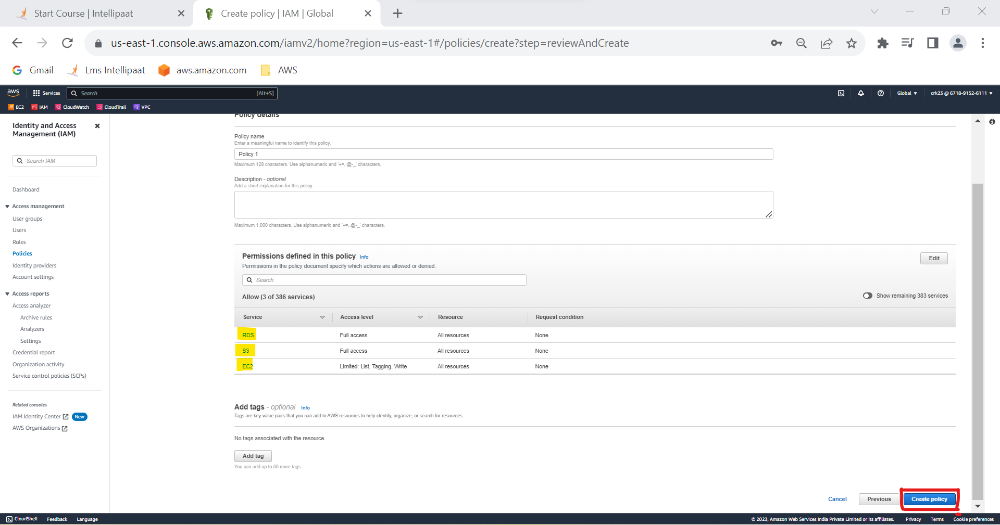 Start Course | Intellipaat
Create policy | IAM | Global
us-east-1.console.aws.amazon.com/iamv2/home?region=us-east-1#/policies/create?step=reviewAndCreate
Gmail
Lms Intellipaat
aws.amazon.com
AWS
aws
Services
Search
[Alt+S]
Global
crk23 @ 6718-9152-6111
EC2
IAM
CloudWatch
CloudTrail
VPC
Identity and Access
Management (IAM)
Search IAM
Dashboard
Access management
User groups
Users
Roles
Policies
Identity providers
Account settings
Access reports
Access analyzer
Archive rules
Analyzers
Settings
Credential report
Organization activity
Service control policies (SCPs)
Related consoles
IAM Identity Center New
AWS Organizations
Policy details
Policy name
Enter a meaningful name to identify this policy.
Policy 1
Maximum 128 characters. Use alphanumeric and '+=,.@-_' characters.
Description - optional
Add a short explanation for this policy.
Maximum 1,000 characters. Use alphanumeric and '+=,.@-_' characters.
Permissions defined in this policy Info
Edit
Permissions in the policy document specify which actions are allowed or denied.
Search
Allow (3 of 386 services)
Show remaining 383 services
Service Access level Resource Request condition
RDS Full access All resources None
S3 Full access All resources None
EC2 Limited: List, Tagging, Write All resources None
Add tags - optional Info
Tags are key-value pairs that you can add to AWS resources to help identify, organize, or search for resources.
No tags associated with the resource.
Add tag
You can add up to 50 more tags.
Cancel
Previous
Create policy
CloudShell Feedback Language
© 2023, Amazon Web Services India Private Limited or its affiliates. Privacy Terms Cookie preferences